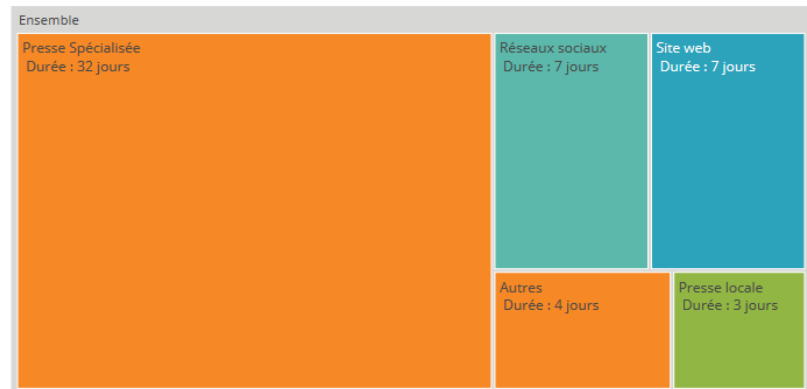 Ensemble
Presse Spécialisée
Durée : 32 jours
Réseaux sociaux
Durée : 7 jours
Site web
Durée : 7 jours
Autres
Durée : 4 jours
Presse locale
Durée : 3 jours